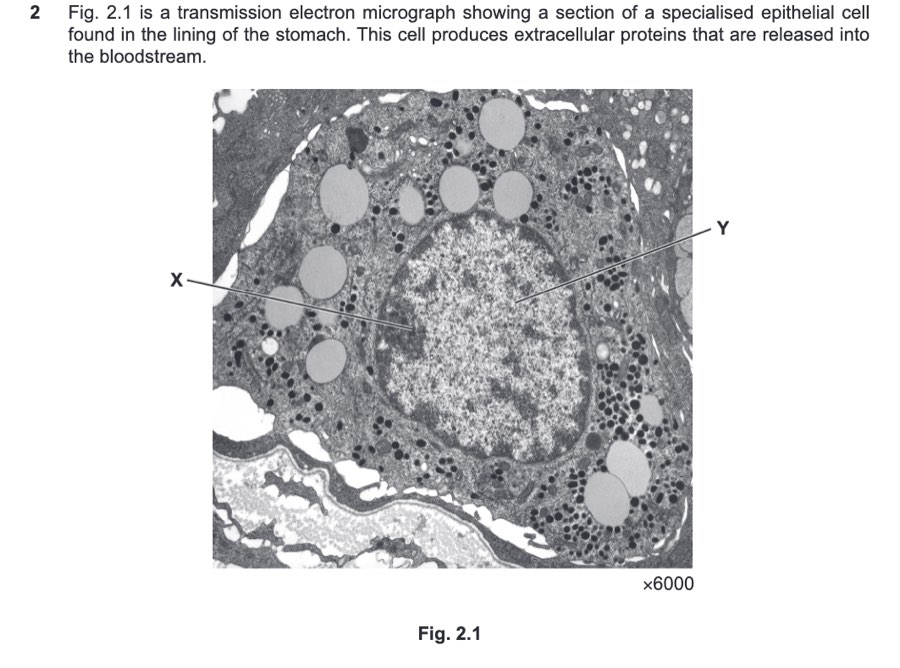 2 Fig. 2.1 is a transmission electron micrograph showing a section of a specialised epithelial cell
found in the lining of the stomach. This cell produces extracellular proteins that are released into
the bloodstream.
Y
X
×6000
Fig. 2.1